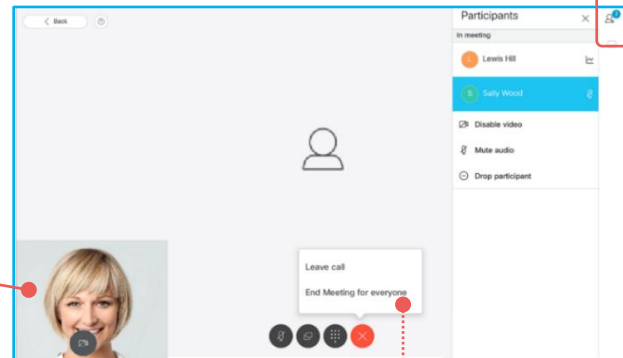 Back
Participants
In meeting
L Lewis Hill
S Sally Wood
Disable video
Mute audio
Drop participant
Leave call
End Meeting for everyone